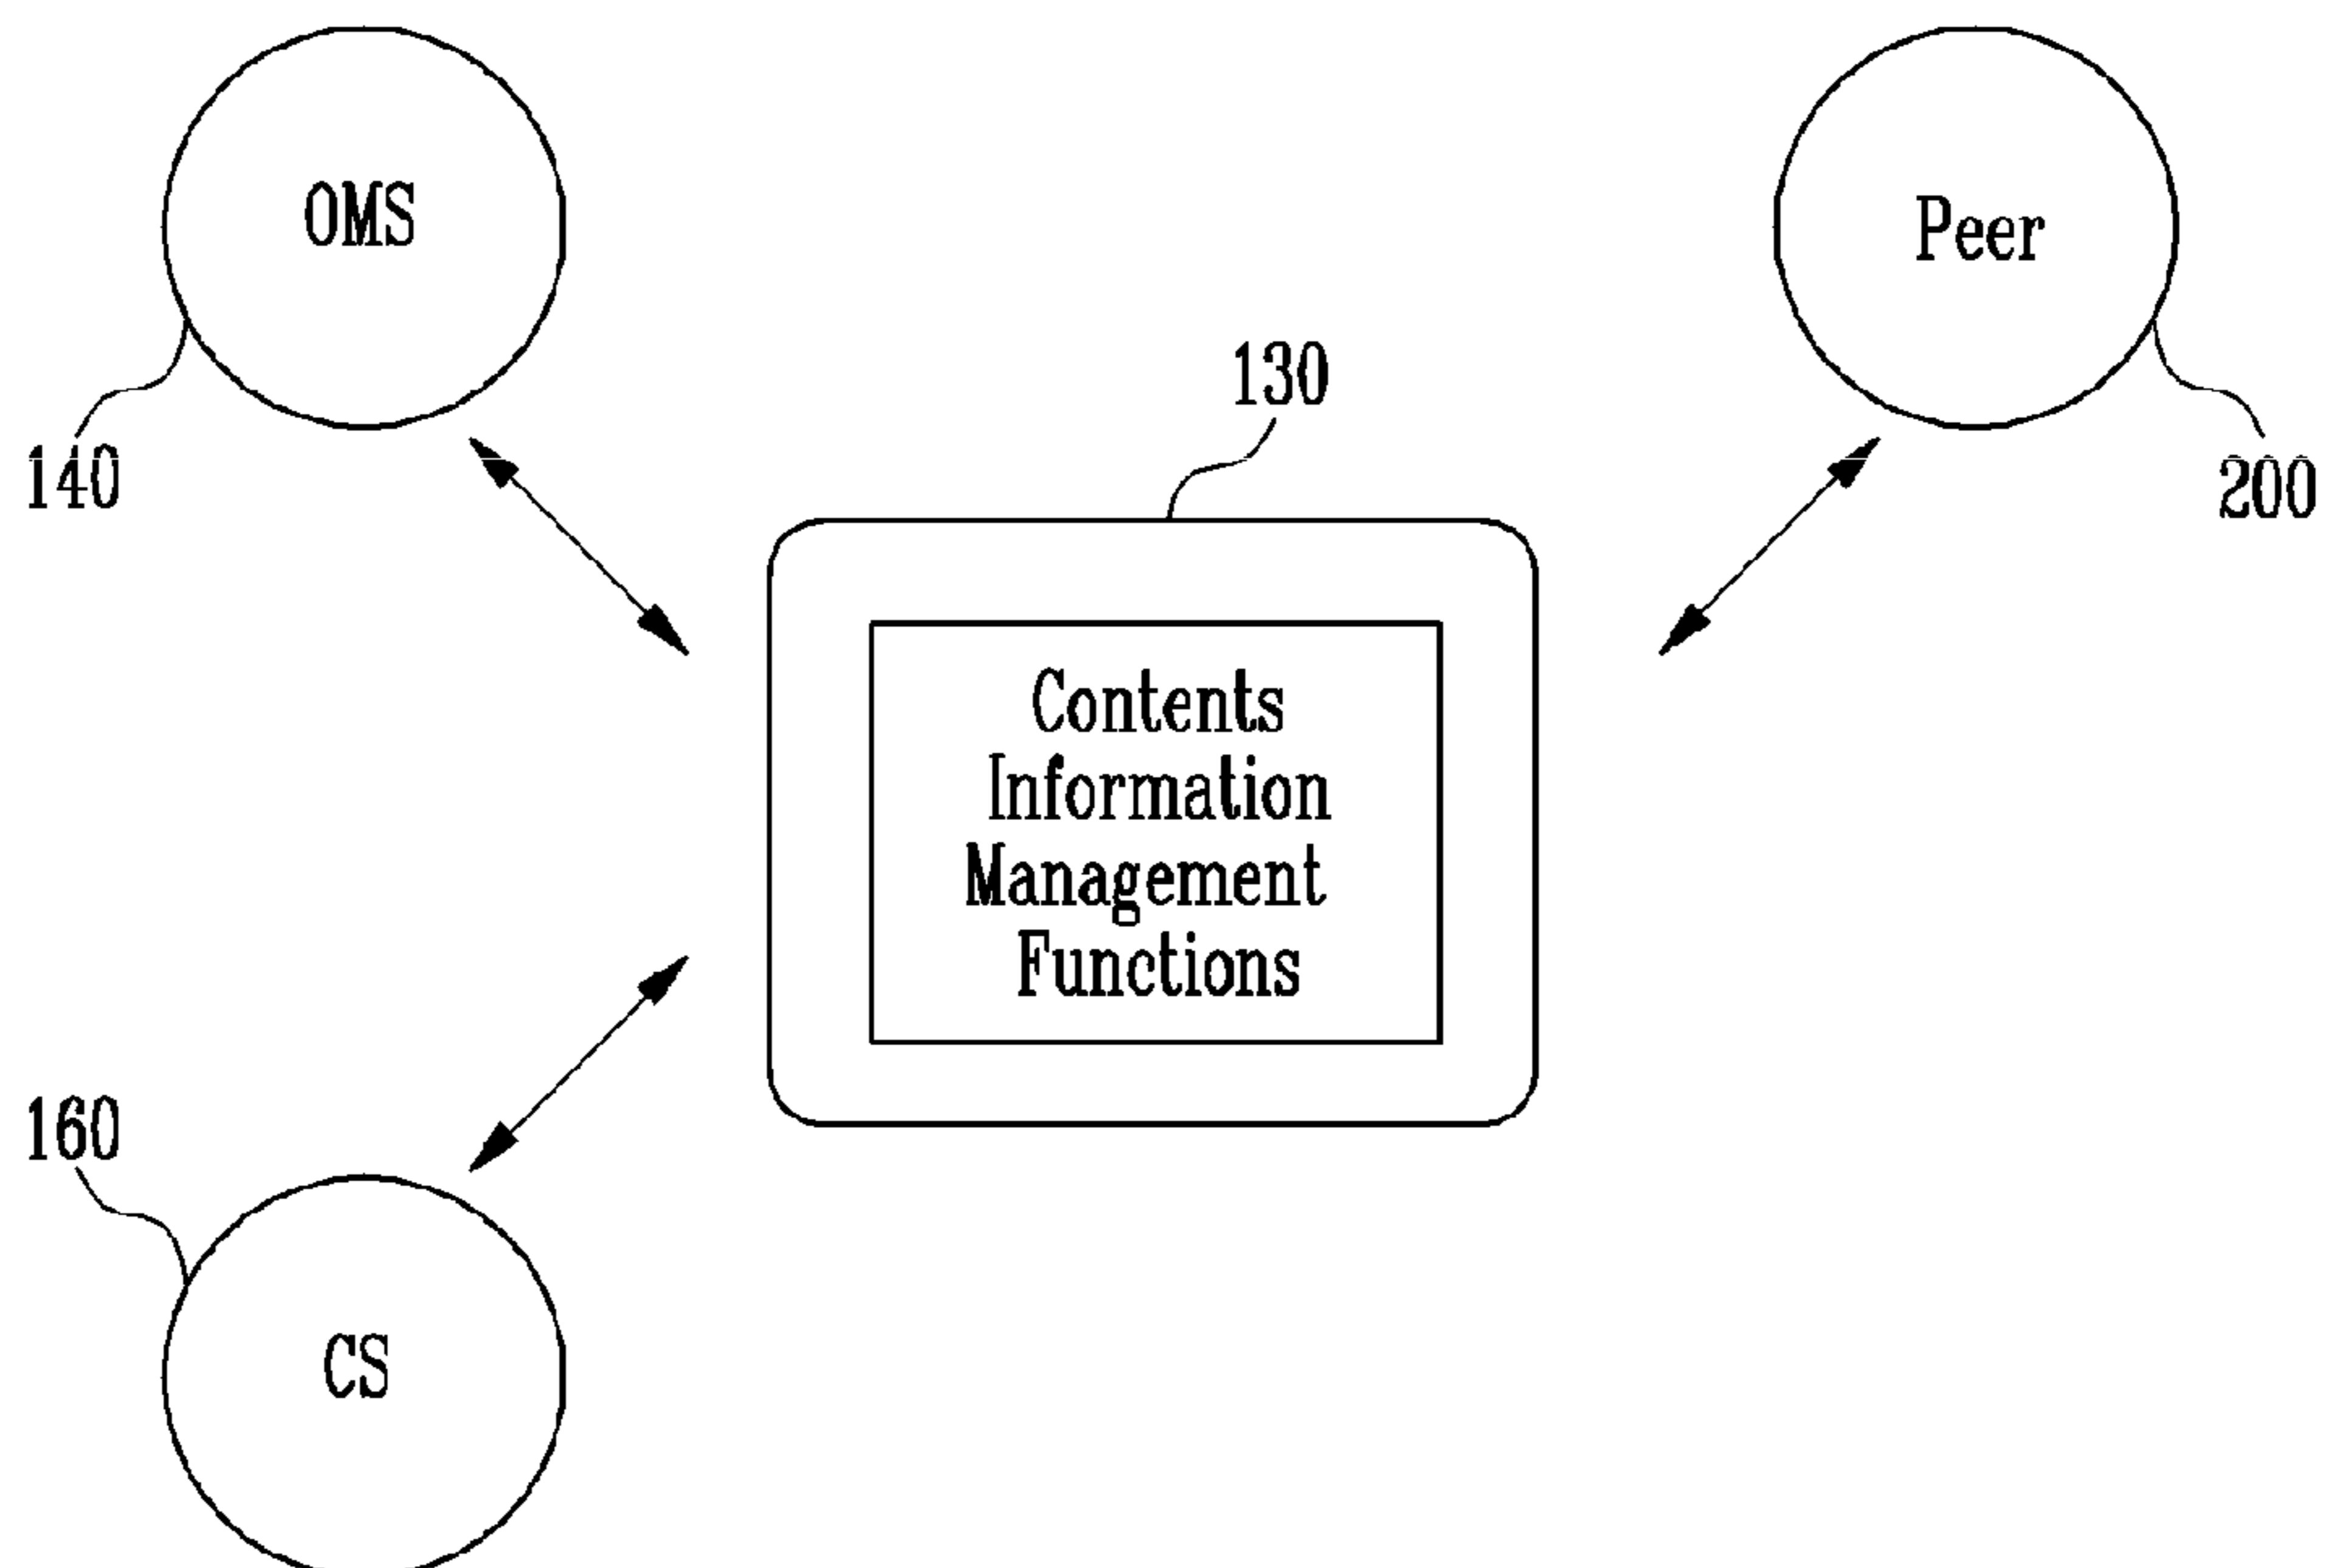 OMS
Peer
130
140
200
Contents
Information
Management
Functions
160
CS